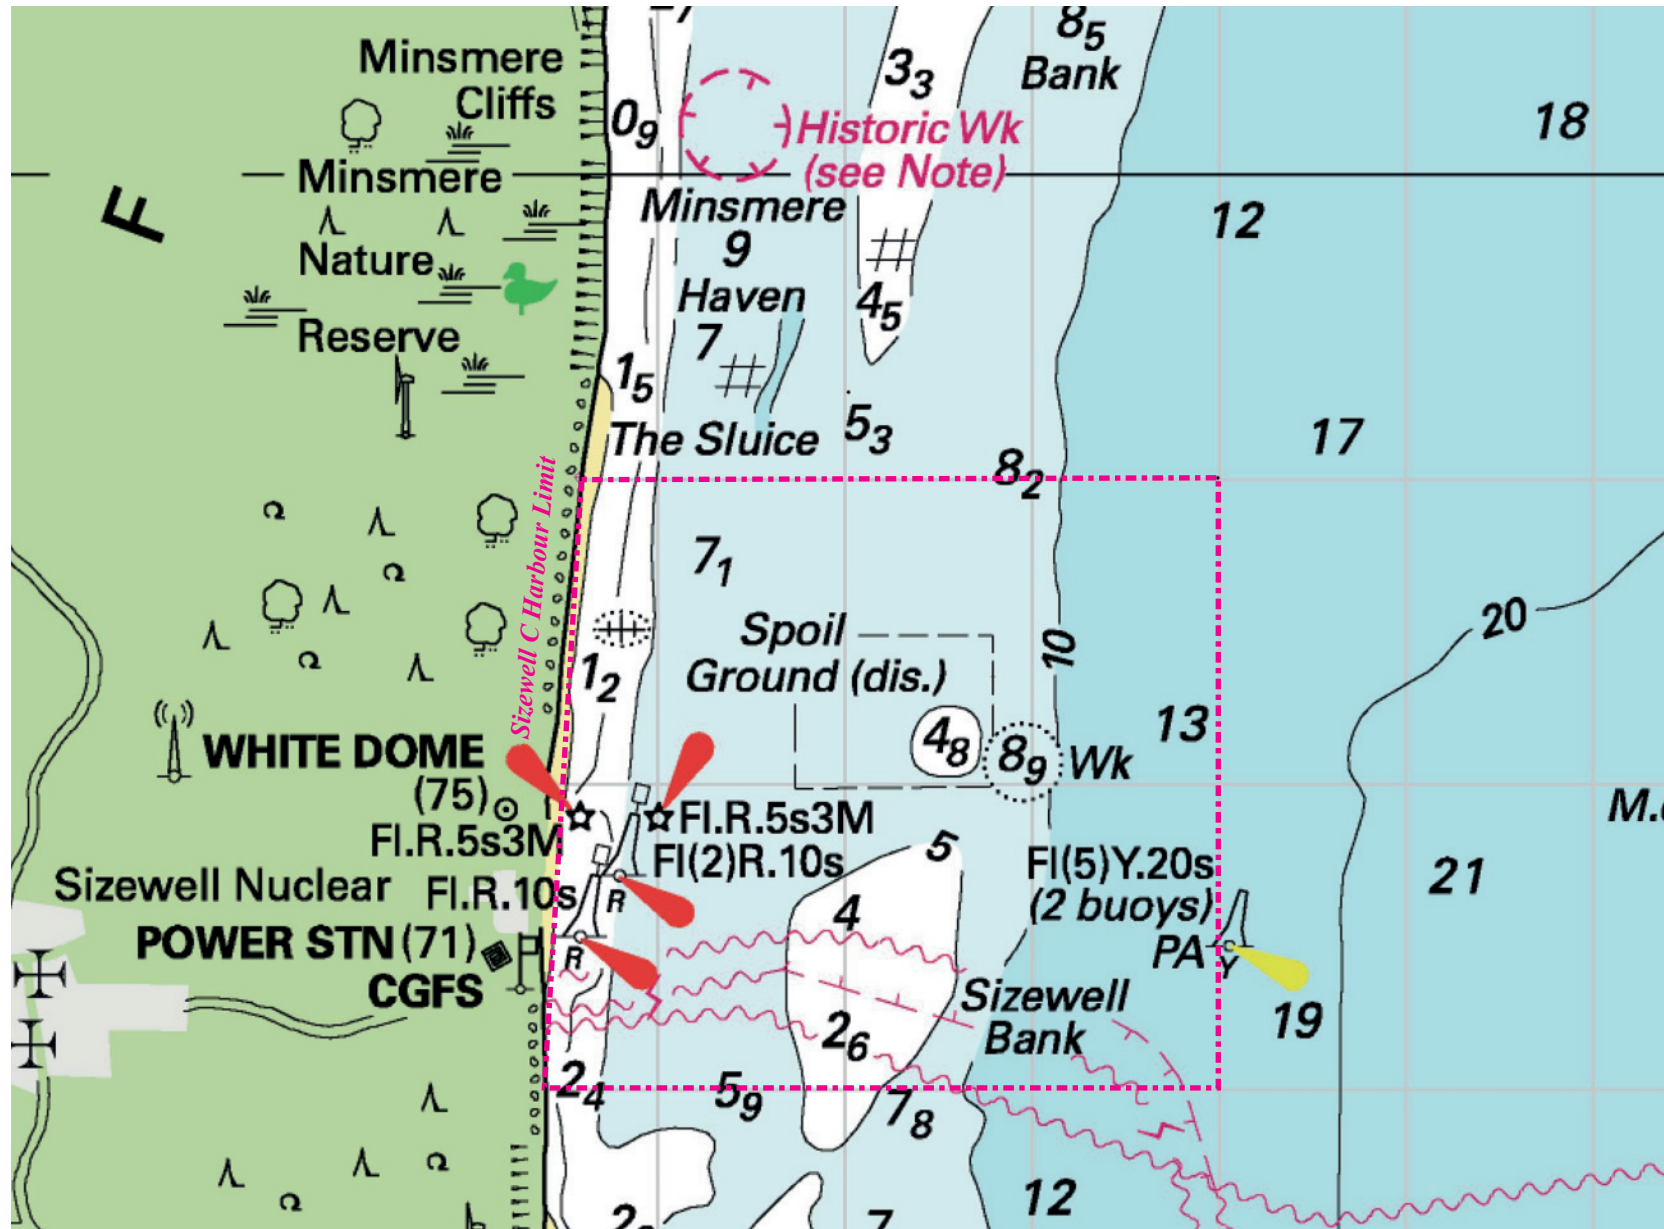 Minsmere
Cliffs
0₉
3₃
8₅
Bank
Historic Wk
(see Note)
18
F
Minsmere
Nature
Reserve
Minsmere
9
Haven
7
4₅
12
1₅
The Sluice
5₃
8₂
17
Sizewell C Harbour Limit
7₁
Spoil
Ground (dis.)
10
20
1₂
4₈
8₉
Wk
13
WHITE DOME
(75)
Fl.R.5s3M
Fl.R.5s3M
Fl(2)R.10s
5
Fl(5)Y.20s
(2 buoys)
PA
Y
21
Sizewell Nuclear
Fl.R.10s
R
POWER STN (71)
R
CGFS
4
Sizewell
Bank
19
2₆
2₄
5₉
7₈
12
7